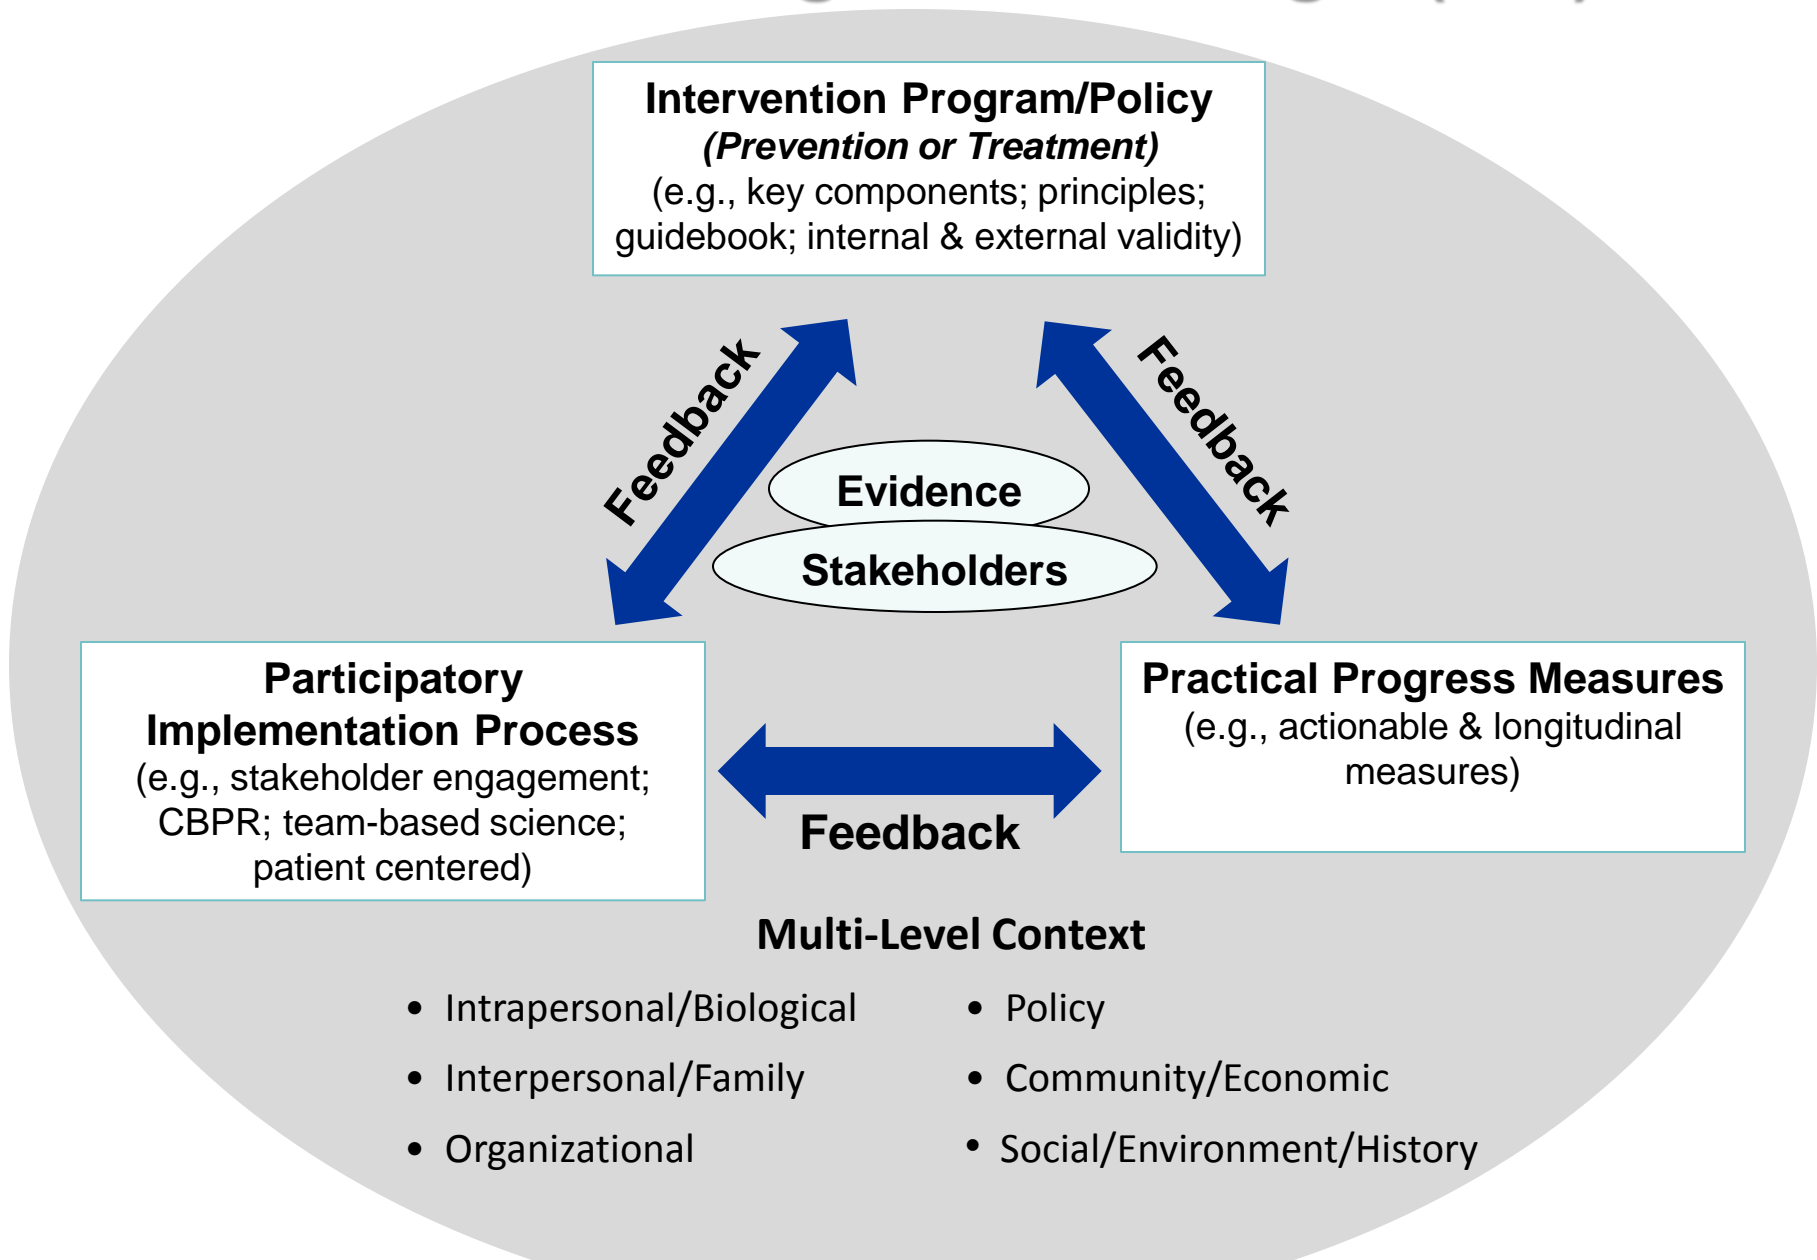 Intervention Program/Policy
(Prevention or Treatment)
(e.g., key components; principles;
guidebook; internal & external validity)
Feedback
Feedback
Evidence
Stakeholders
Participatory
Implementation Process
(e.g., stakeholder engagement;
CBPR; team-based science;
patient centered)
Practical Progress Measures
(e.g., actionable & longitudinal
measures)
Feedback
Multi-Level Context
• Intrapersonal/Biological
• Interpersonal/Family
• Organizational
• Policy
• Community/Economic
• Social/Environment/History